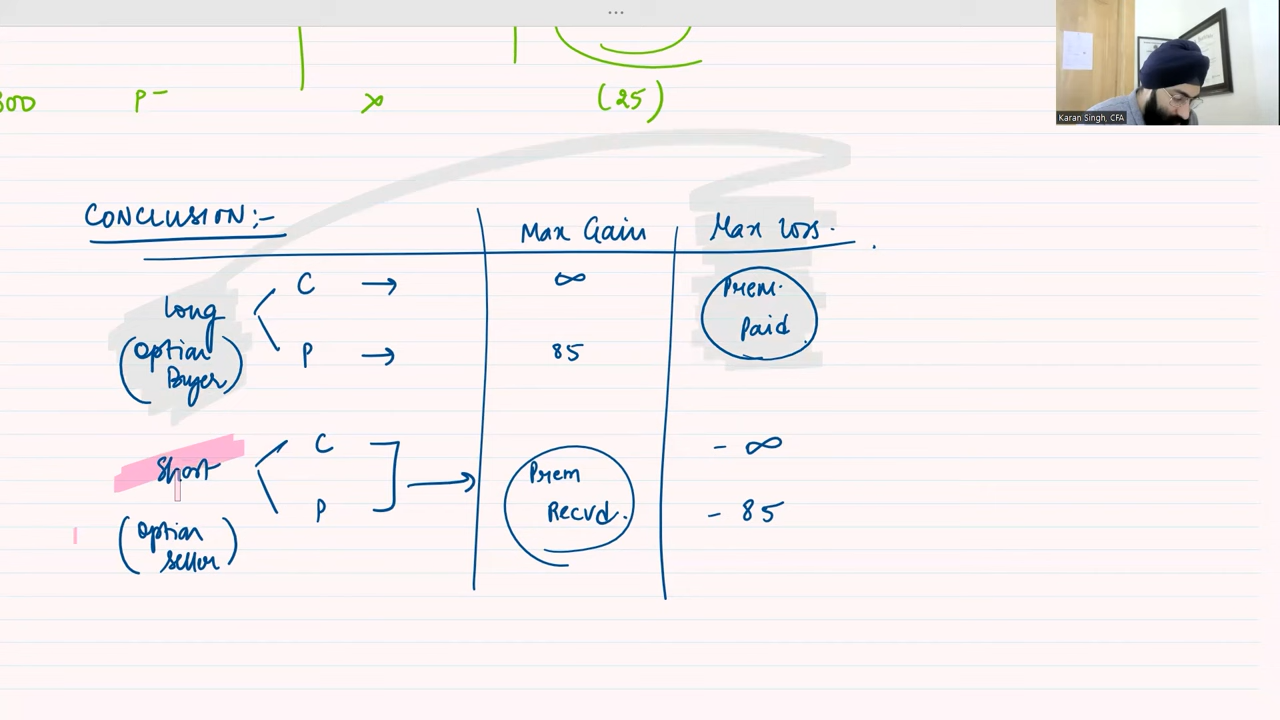 P-
x
(25)
Karan Singh, CFA
CONCLUSION:-
Max Gain
Max Loss.
Long
C →
∞
Prem.
Paid
(Option
Buyer)
P →
85
Short
C
- ∞
→
Prem
Recvd.
P
- 85
(Option
Seller)